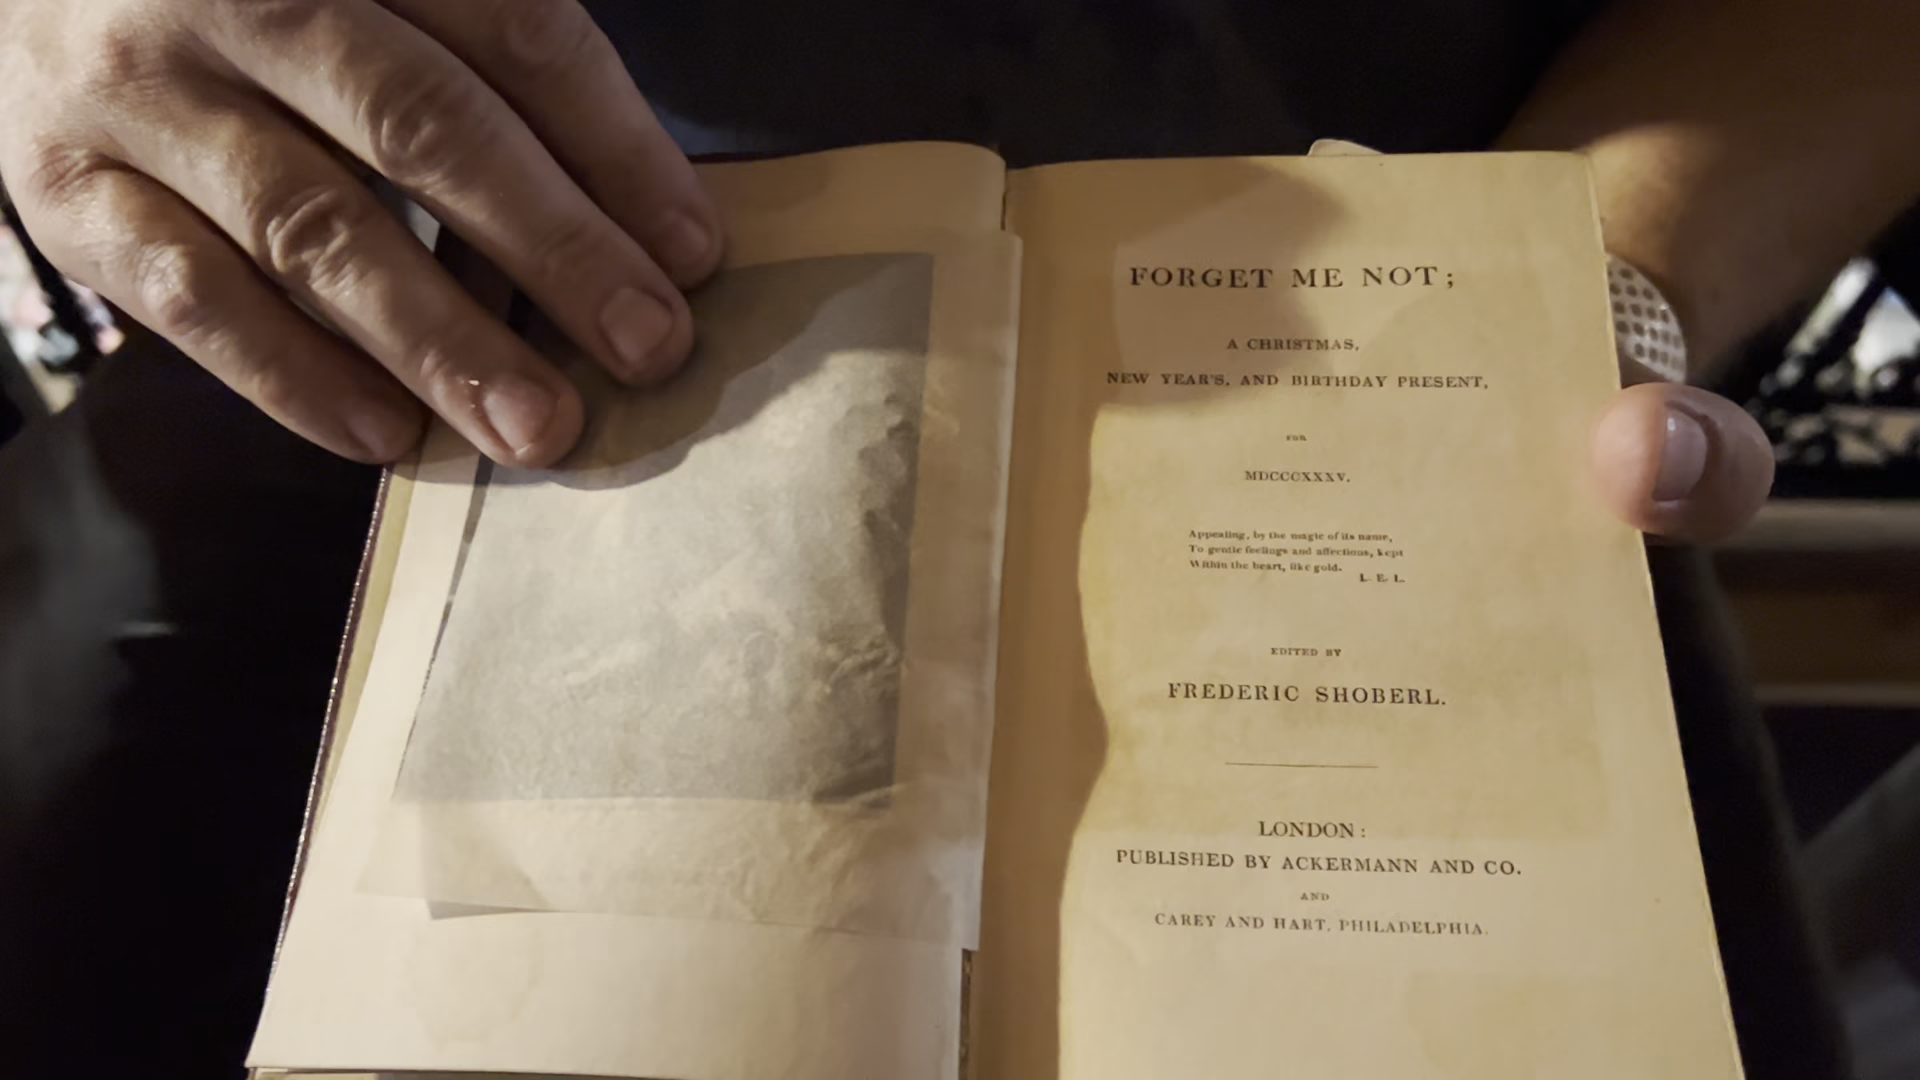 FORGET ME NOT;
A CHRISTMAS,
NEW YEAR'S, AND BIRTHDAY PRESENT,
FOR
MDCCCXXXV.
Appealing, by the magic of its name,
To gentle feelings and affections, kept
Within the heart, like gold.
L. E. L.
EDITED BY
FREDERIC SHOBERL.
LONDON:
PUBLISHED BY ACKERMANN AND CO.
AND
CAREY AND HART, PHILADELPHIA.